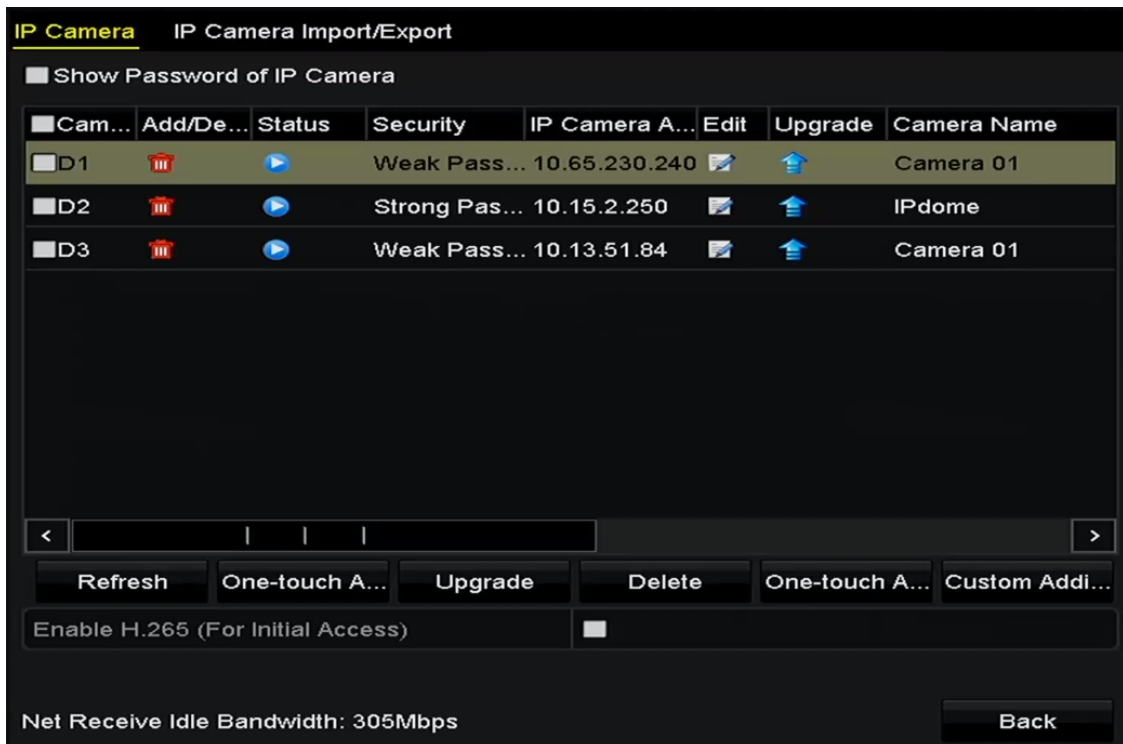 IP Camera IP Camera Import/Export
Show Password of IP Camera
Cam... Add/De... Status Security IP Camera A... Edit Upgrade Camera Name
D1 Weak Pass... 10.65.230.240 Camera 01
D2 Strong Pas... 10.15.2.250 IPdome
D3 Weak Pass... 10.13.51.84 Camera 01
< >
Refresh One-touch A... Upgrade Delete One-touch A... Custom Addi...
Enable H.265 (For Initial Access)
Net Receive Idle Bandwidth: 305Mbps Back